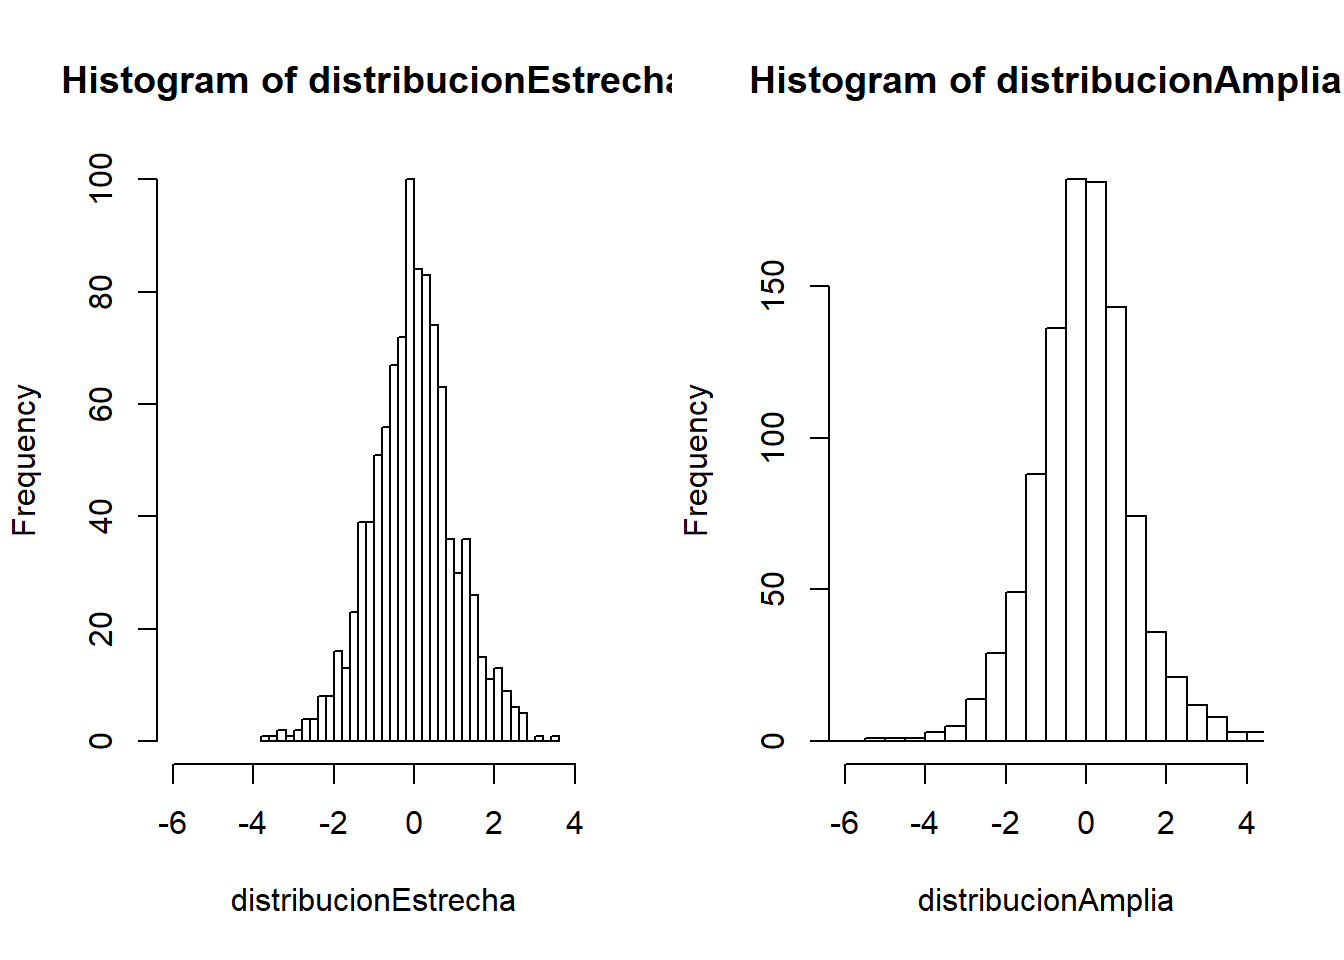 Histogram of distribucionEstrecha
Frequency
0
20
40
60
80
100
-6 -4 -2 0 2 4
distribucionEstrecha
Histogram of distribucionAmplia
Frequency
0
50
100
150
-6 -4 -2 0 2 4
distribucionAmplia